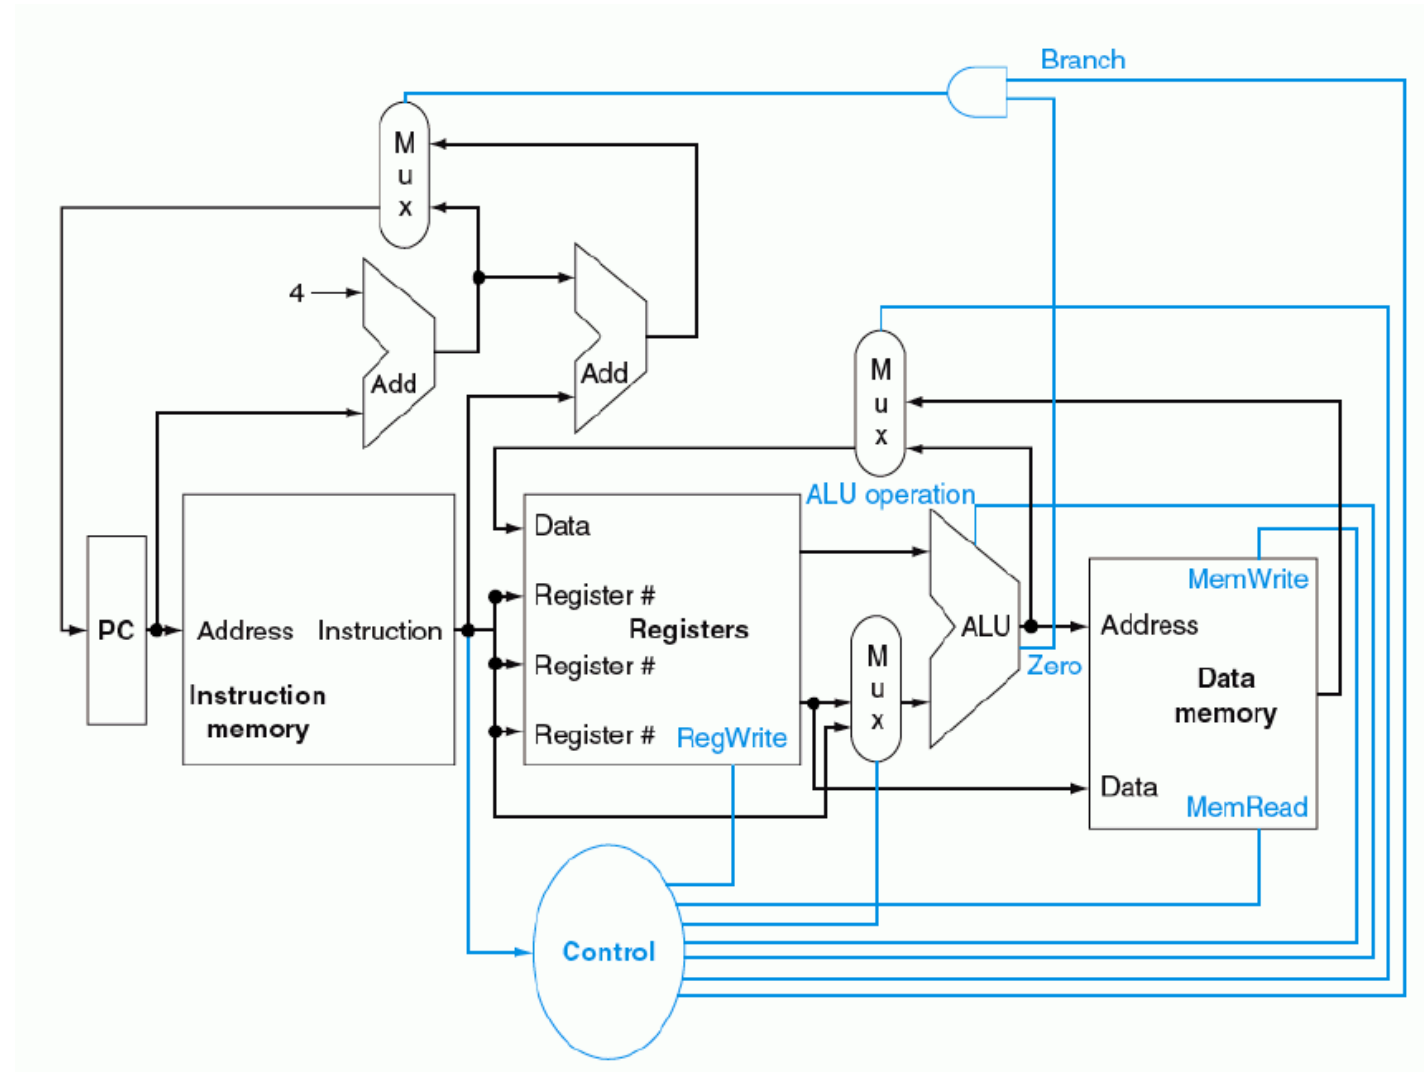 Branch
M
u
x
4
Add
Add
M
u
x
ALU operation
Data
MemWrite
Register #
PC
Address
Instruction
Registers
ALU
Address
M
u
x
Register #
Zero
Instruction
memory
Data
memory
Register #
RegWrite
Data
MemRead
Control